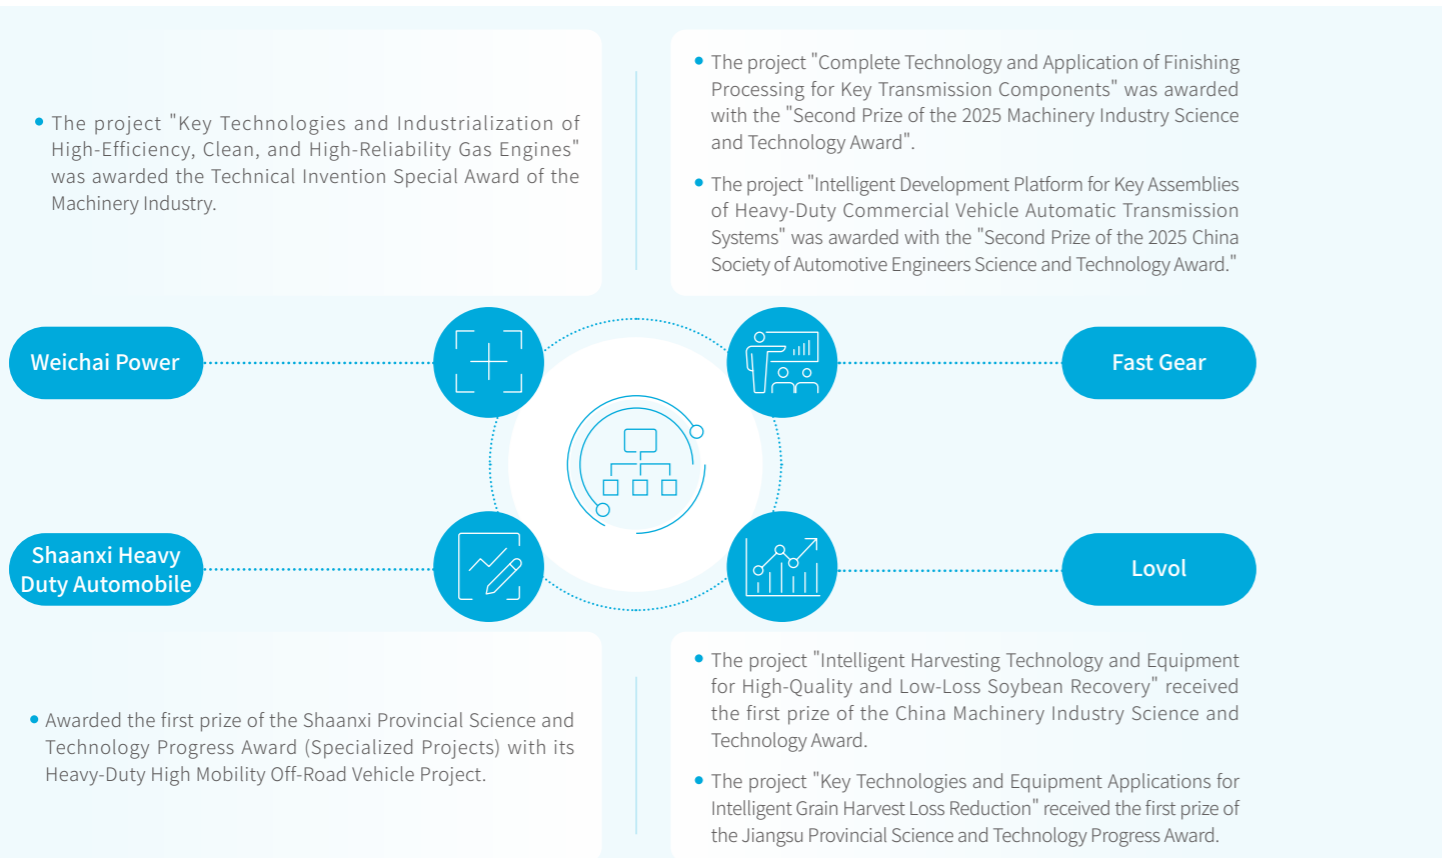 • The project "Key Technologies and Industrialization of
High-Efficiency, Clean, and High-Reliability Gas Engines"
was awarded the Technical Invention Special Award of the
Machinery Industry.
• The project "Complete Technology and Application of Finishing
Processing for Key Transmission Components" was awarded
with the "Second Prize of the 2025 Machinery Industry Science
and Technology Award".
• The project "Intelligent Development Platform for Key Assemblies
of Heavy-Duty Commercial Vehicle Automatic Transmission
Systems" was awarded with the "Second Prize of the 2025 China
Society of Automotive Engineers Science and Technology Award."
Weichai Power
Fast Gear
Shaanxi Heavy
Duty Automobile
Lovol
• Awarded the first prize of the Shaanxi Provincial Science and
Technology Progress Award (Specialized Projects) with its
Heavy-Duty High Mobility Off-Road Vehicle Project.
• The project "Intelligent Harvesting Technology and Equipment
for High-Quality and Low-Loss Soybean Recovery" received
the first prize of the China Machinery Industry Science and
Technology Award.
• The project "Key Technologies and Equipment Applications for
Intelligent Grain Harvest Loss Reduction" received the first prize of
the Jiangsu Provincial Science and Technology Progress Award.